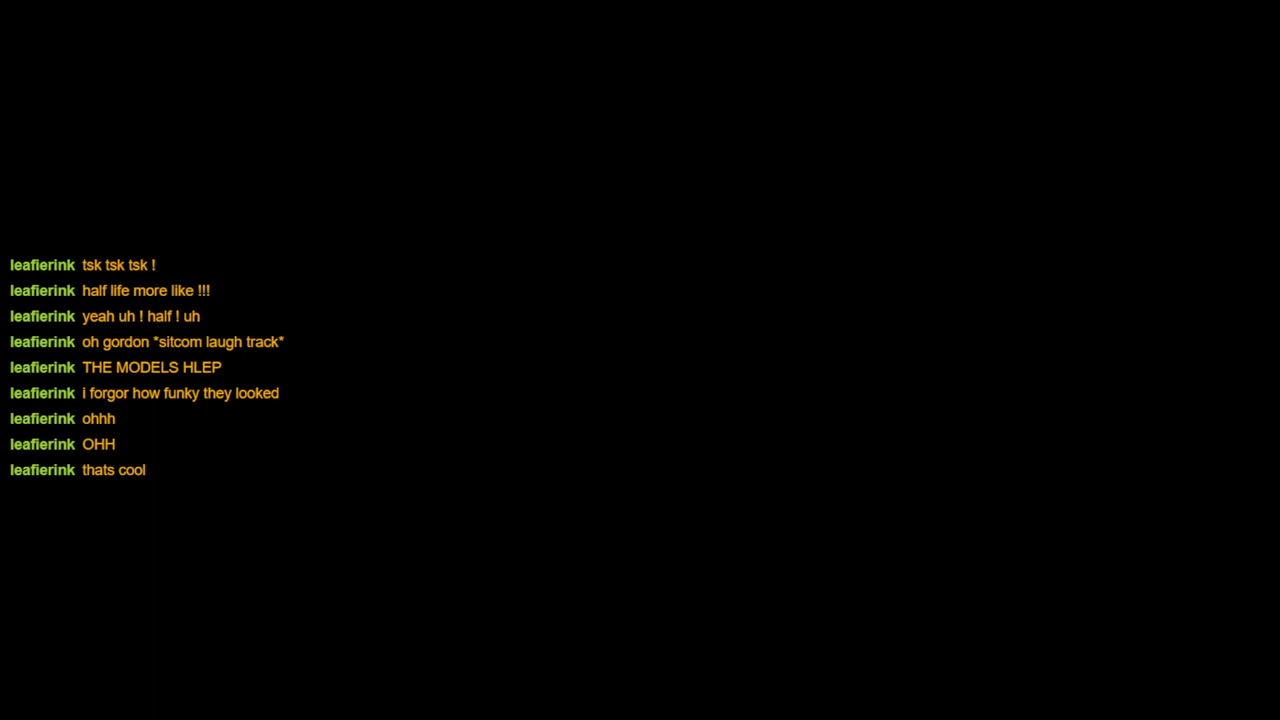 leafierink tsk tsk tsk !
leafierink half life more like !!!
leafierink yeah uh ! half ! uh
leafierink oh gordon *sitcom laugh track*
leafierink THE MODELS HLEP
leafierink i forgor how funky they looked
leafierink ohhh
leafierink OHH
leafierink thats cool